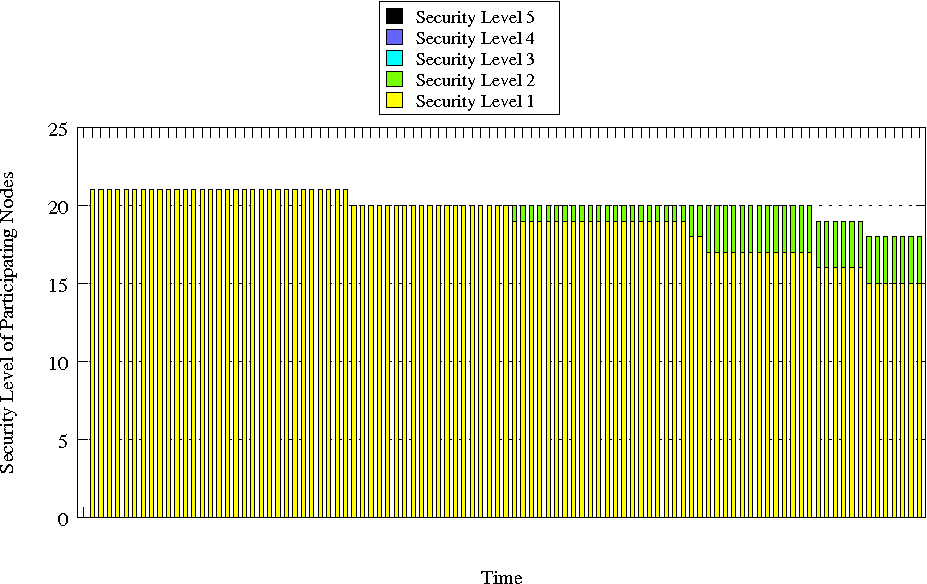 Security Level 5
Security Level 4
Security Level 3
Security Level 2
Security Level 1
25
20
15
10
5
0
Security Level of Participating Nodes
Time